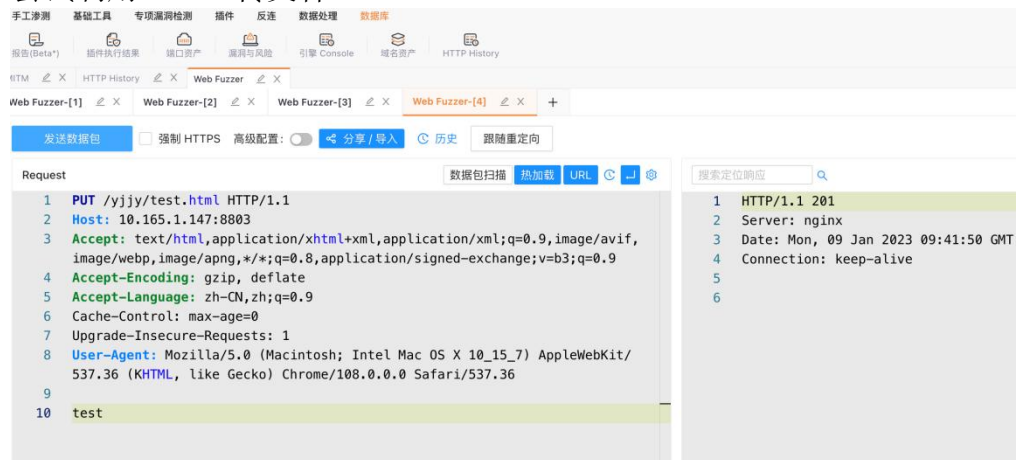 手工渗测 基础工具 专项漏洞检测 插件 反连 数据处理 数据库
报告(Beta*) 插件执行结果 端口资产 漏洞与风险 引擎 Console 域名资产 HTTP History
MITM HTTP History Web Fuzzer
Web Fuzzer-[1] Web Fuzzer-[2] Web Fuzzer-[3] Web Fuzzer-[4] +
发送数据包 强制 HTTPS 高级配置: 分享 / 导入 历史 跟随重定向
Request 数据包扫描 热加载 URL 搜索定位响应
1 PUT /yjjy/test.html HTTP/1.1
2 Host: 10.165.1.147:8803
3 Accept: text/html,application/xhtml+xml,application/xml;q=0.9,image/avif,
image/webp,image/apng,*/*;q=0.8,application/signed-exchange;v=b3;q=0.9
4 Accept-Encoding: gzip, deflate
5 Accept-Language: zh-CN,zh;q=0.9
6 Cache-Control: max-age=0
7 Upgrade-Insecure-Requests: 1
8 User-Agent: Mozilla/5.0 (Macintosh; Intel Mac OS X 10_15_7) AppleWebKit/
537.36 (KHTML, like Gecko) Chrome/108.0.0.0 Safari/537.36
9
10 test
1 HTTP/1.1 201
2 Server: nginx
3 Date: Mon, 09 Jan 2023 09:41:50 GMT
4 Connection: keep-alive
5
6